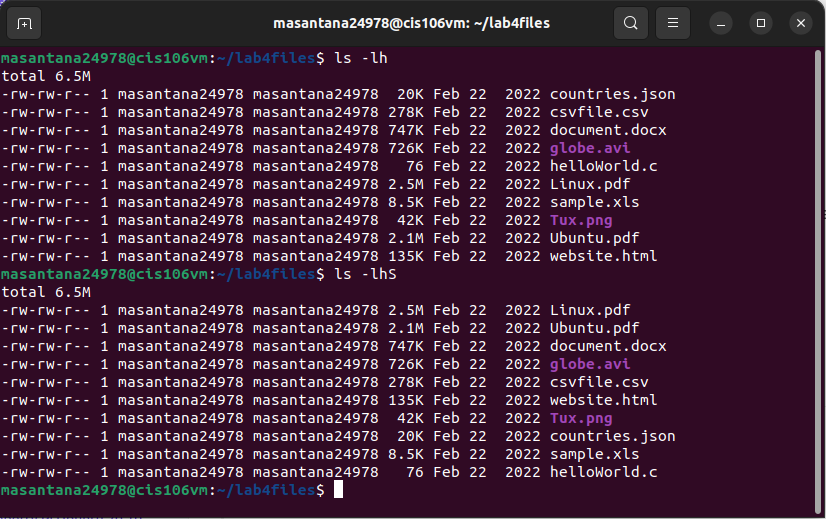 masantana24978@cis106vm: ~/lab4files
masantana24978@cis106vm:~/lab4files$ ls -lh
total 6.5M
-rw-rw-r-- 1 masantana24978 masantana24978  20K Feb 22  2022 countries.json
-rw-rw-r-- 1 masantana24978 masantana24978 278K Feb 22  2022 csvfile.csv
-rw-rw-r-- 1 masantana24978 masantana24978 747K Feb 22  2022 document.docx
-rw-rw-r-- 1 masantana24978 masantana24978 726K Feb 22  2022 globe.avi
-rw-rw-r-- 1 masantana24978 masantana24978   76 Feb 22  2022 helloWorld.c
-rw-rw-r-- 1 masantana24978 masantana24978 2.5M Feb 22  2022 Linux.pdf
-rw-rw-r-- 1 masantana24978 masantana24978 8.5K Feb 22  2022 sample.xls
-rw-rw-r-- 1 masantana24978 masantana24978  42K Feb 22  2022 Tux.png
-rw-rw-r-- 1 masantana24978 masantana24978 2.1M Feb 22  2022 Ubuntu.pdf
-rw-rw-r-- 1 masantana24978 masantana24978 135K Feb 22  2022 website.html
masantana24978@cis106vm:~/lab4files$ ls -lhS
total 6.5M
-rw-rw-r-- 1 masantana24978 masantana24978 2.5M Feb 22  2022 Linux.pdf
-rw-rw-r-- 1 masantana24978 masantana24978 2.1M Feb 22  2022 Ubuntu.pdf
-rw-rw-r-- 1 masantana24978 masantana24978 747K Feb 22  2022 document.docx
-rw-rw-r-- 1 masantana24978 masantana24978 726K Feb 22  2022 globe.avi
-rw-rw-r-- 1 masantana24978 masantana24978 278K Feb 22  2022 csvfile.csv
-rw-rw-r-- 1 masantana24978 masantana24978 135K Feb 22  2022 website.html
-rw-rw-r-- 1 masantana24978 masantana24978  42K Feb 22  2022 Tux.png
-rw-rw-r-- 1 masantana24978 masantana24978  20K Feb 22  2022 countries.json
-rw-rw-r-- 1 masantana24978 masantana24978 8.5K Feb 22  2022 sample.xls
-rw-rw-r-- 1 masantana24978 masantana24978   76 Feb 22  2022 helloWorld.c
masantana24978@cis106vm:~/lab4files$